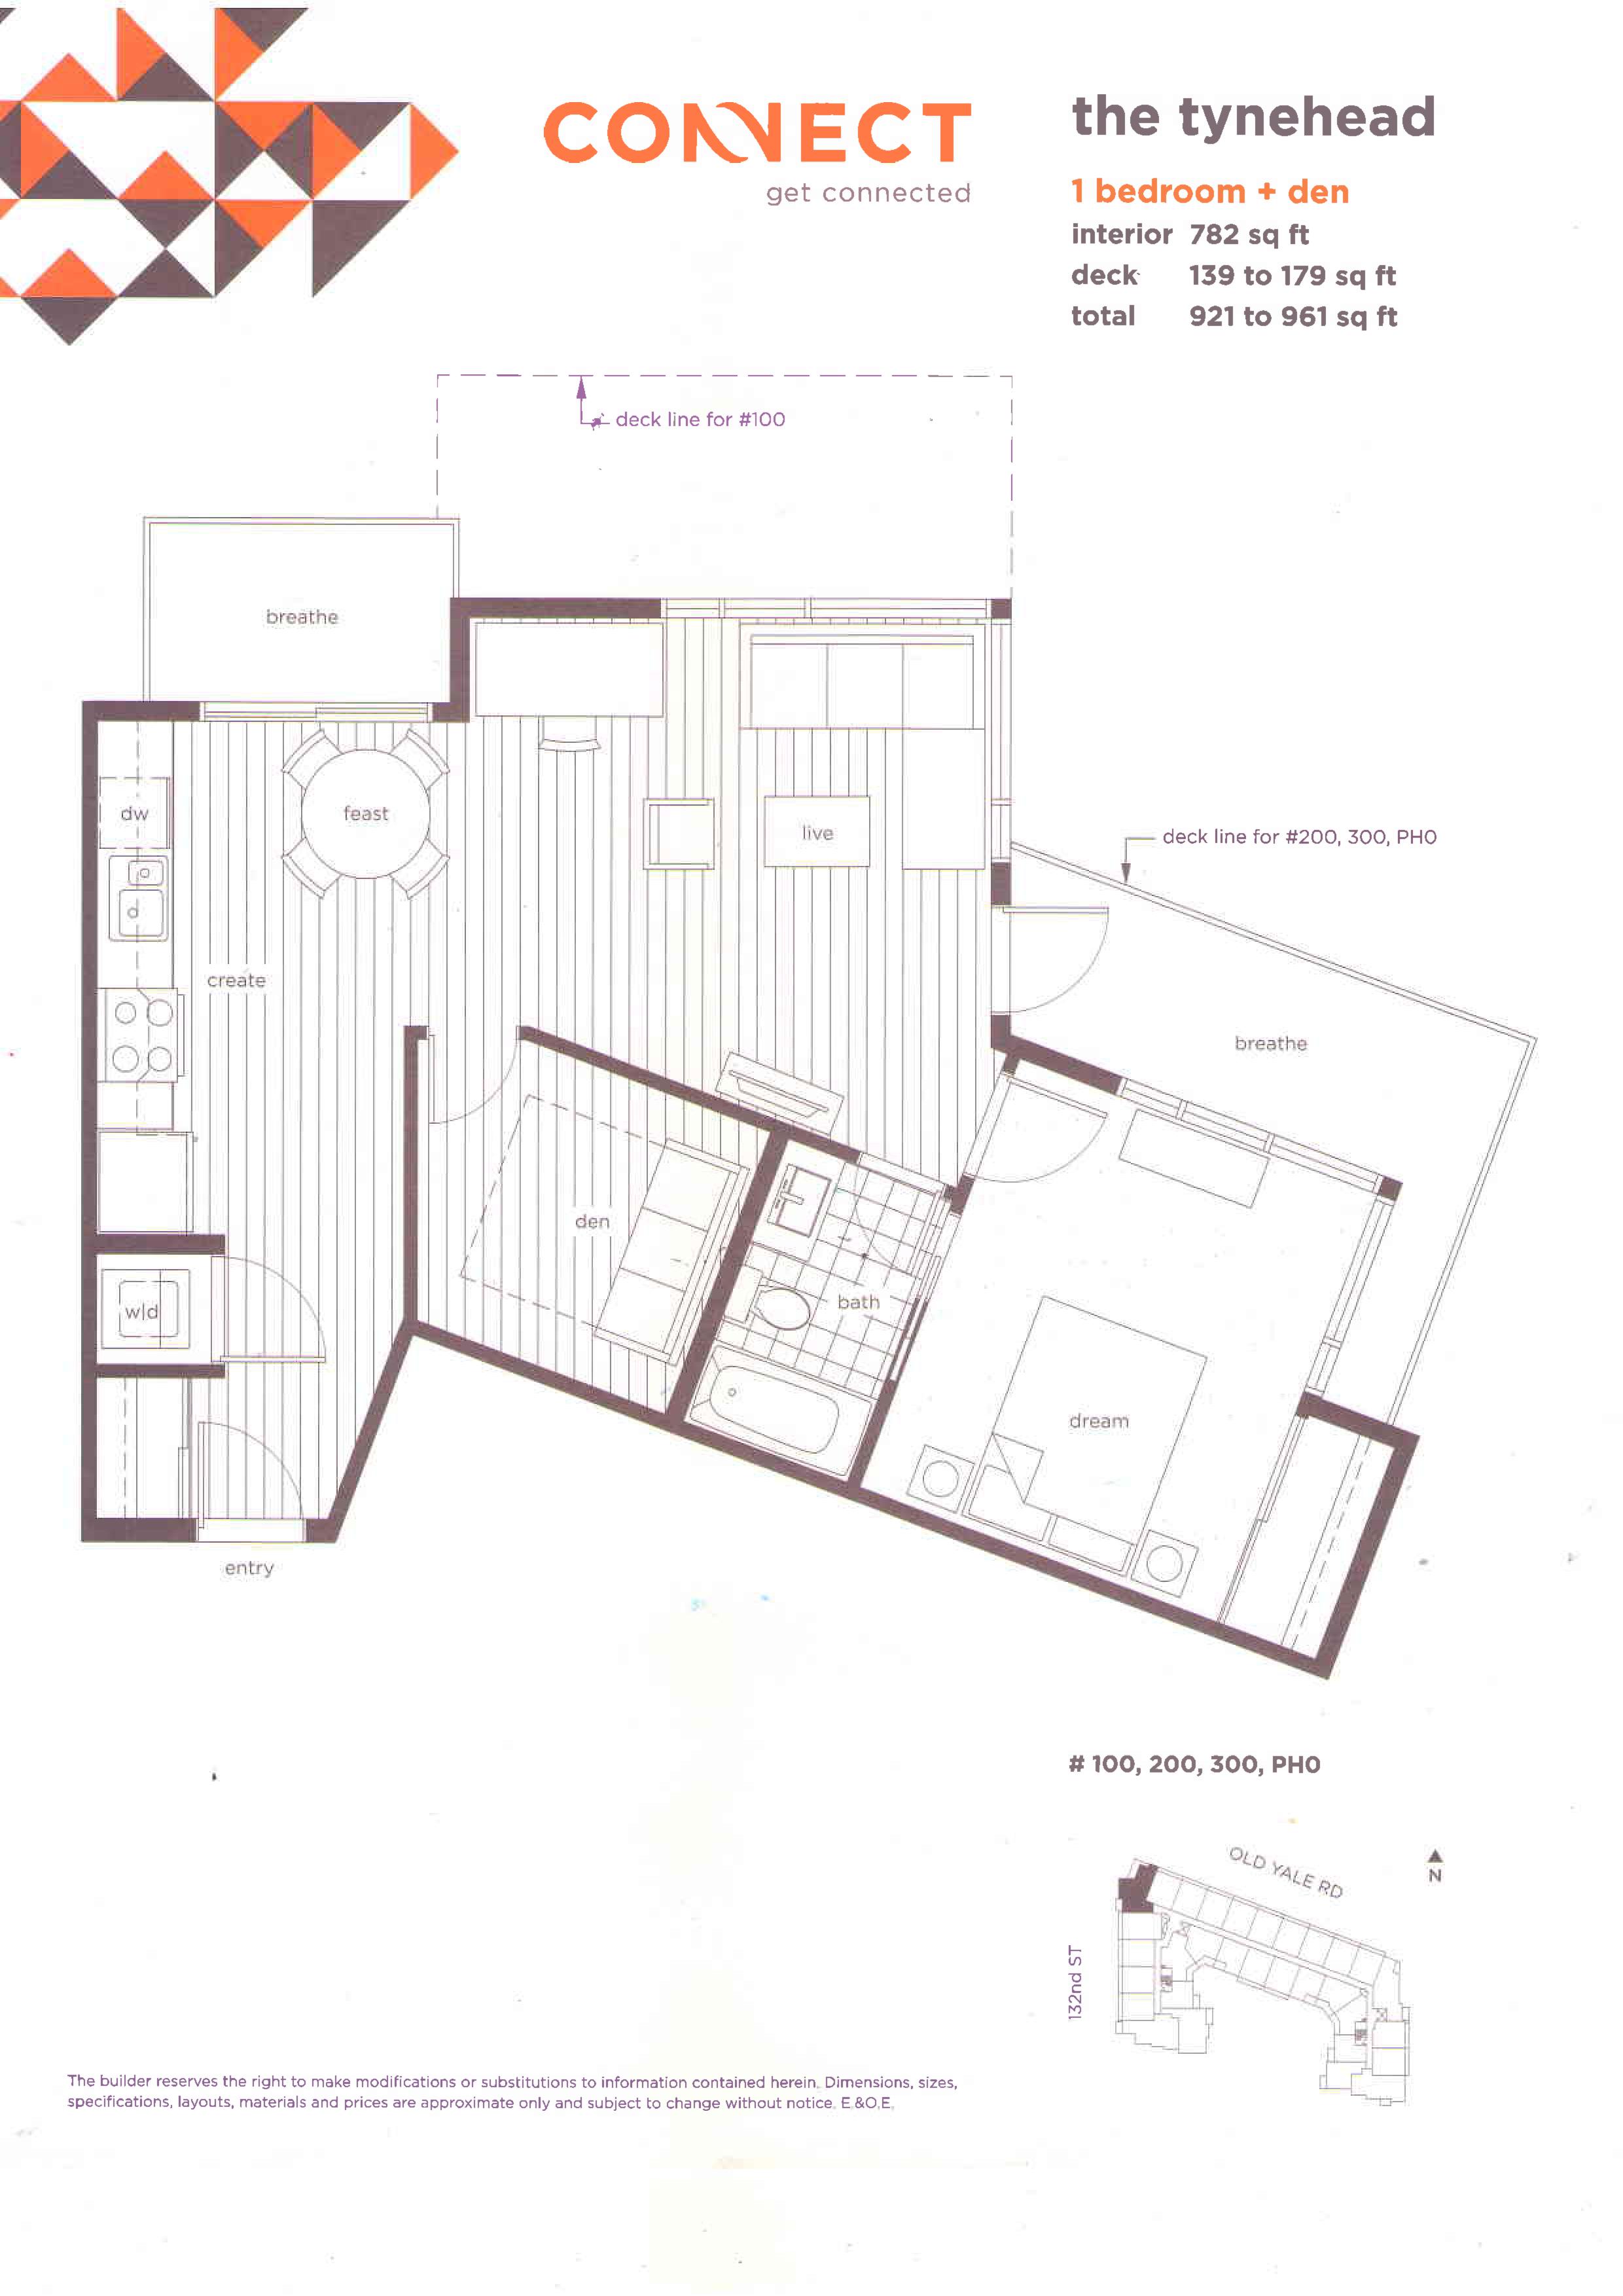 CONNECT
get connected
the tynehead
1 bedroom + den
interior 782 sq ft
deck 139 to 179 sq ft
total 921 to 961 sq ft
deck line for #100
breathe
dw
feast
live
deck line for #200, 300, PH0
create
breathe
den
w|d
bath
dream
entry
# 100, 200, 300, PH0
OLD YALE RD
N
132nd ST
The builder reserves the right to make modifications or substitutions to information contained herein. Dimensions, sizes,
specifications, layouts, materials and prices are approximate only and subject to change without notice. E.&O.E.